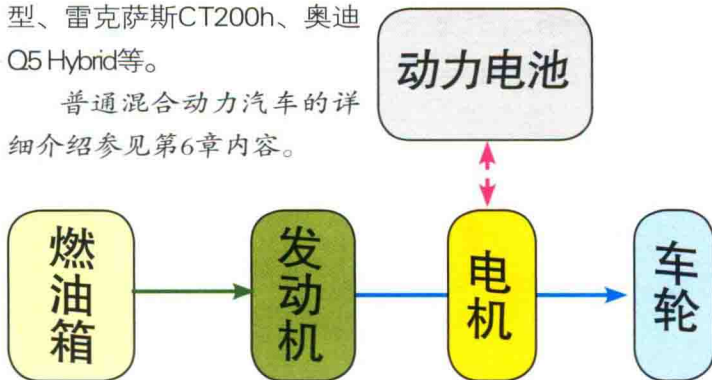 型、雷克萨斯CT200h、奥迪
Q5 Hybrid等。
普通混合动力汽车的详
细介绍参见第6章内容。
动力电池
燃油箱
发动机
电机
车轮